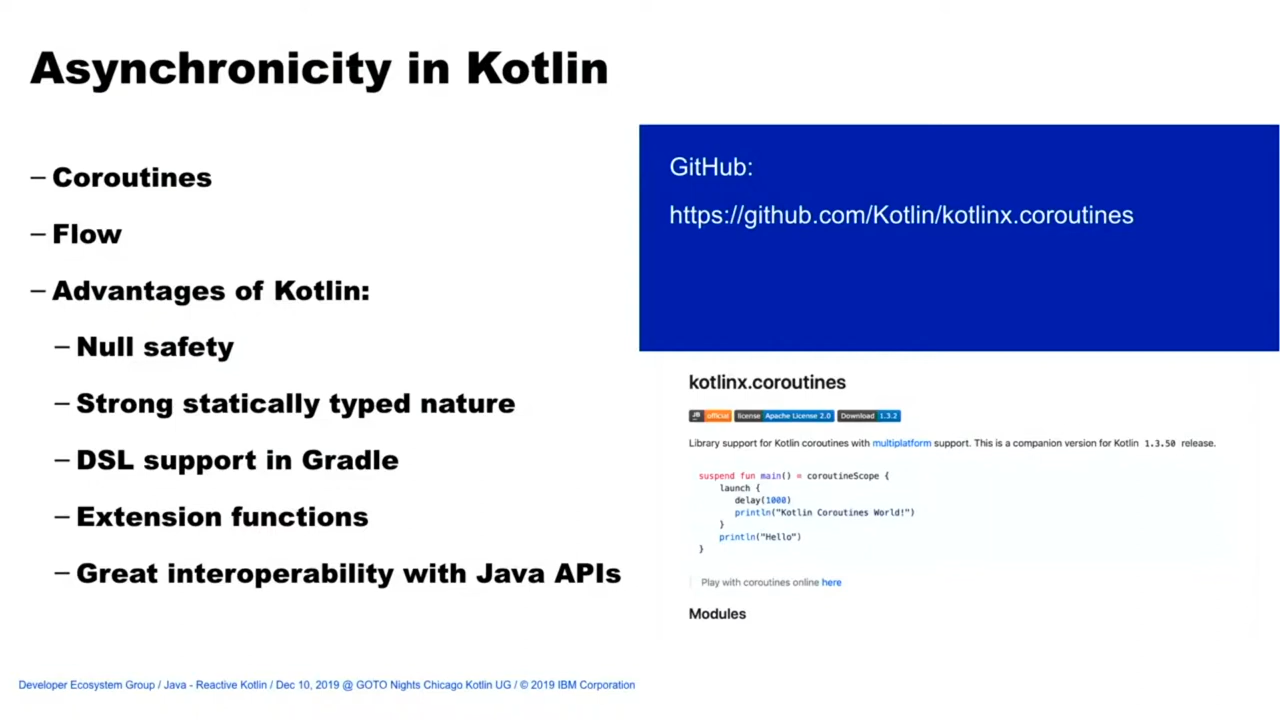 Asynchronicity in Kotlin
– Coroutines
– Flow
– Advantages of Kotlin:
– Null safety
– Strong statically typed nature
– DSL support in Gradle
– Extension functions
– Great interoperability with Java APIs
GitHub:
https://github.com/Kotlin/kotlinx.coroutines
kotlinx.coroutines
JB official license Apache License 2.0 Download 1.3.2
Library support for Kotlin coroutines with multiplatform support. This is a companion version for Kotlin 1.3.50 release.
suspend fun main() = coroutineScope {
launch {
delay(1000)
println("Kotlin Coroutines World!")
}
println("Hello")
}
Play with coroutines online here
Modules
Developer Ecosystem Group / Java - Reactive Kotlin / Dec 10, 2019 @ GOTO Nights Chicago Kotlin UG / © 2019 IBM Corporation